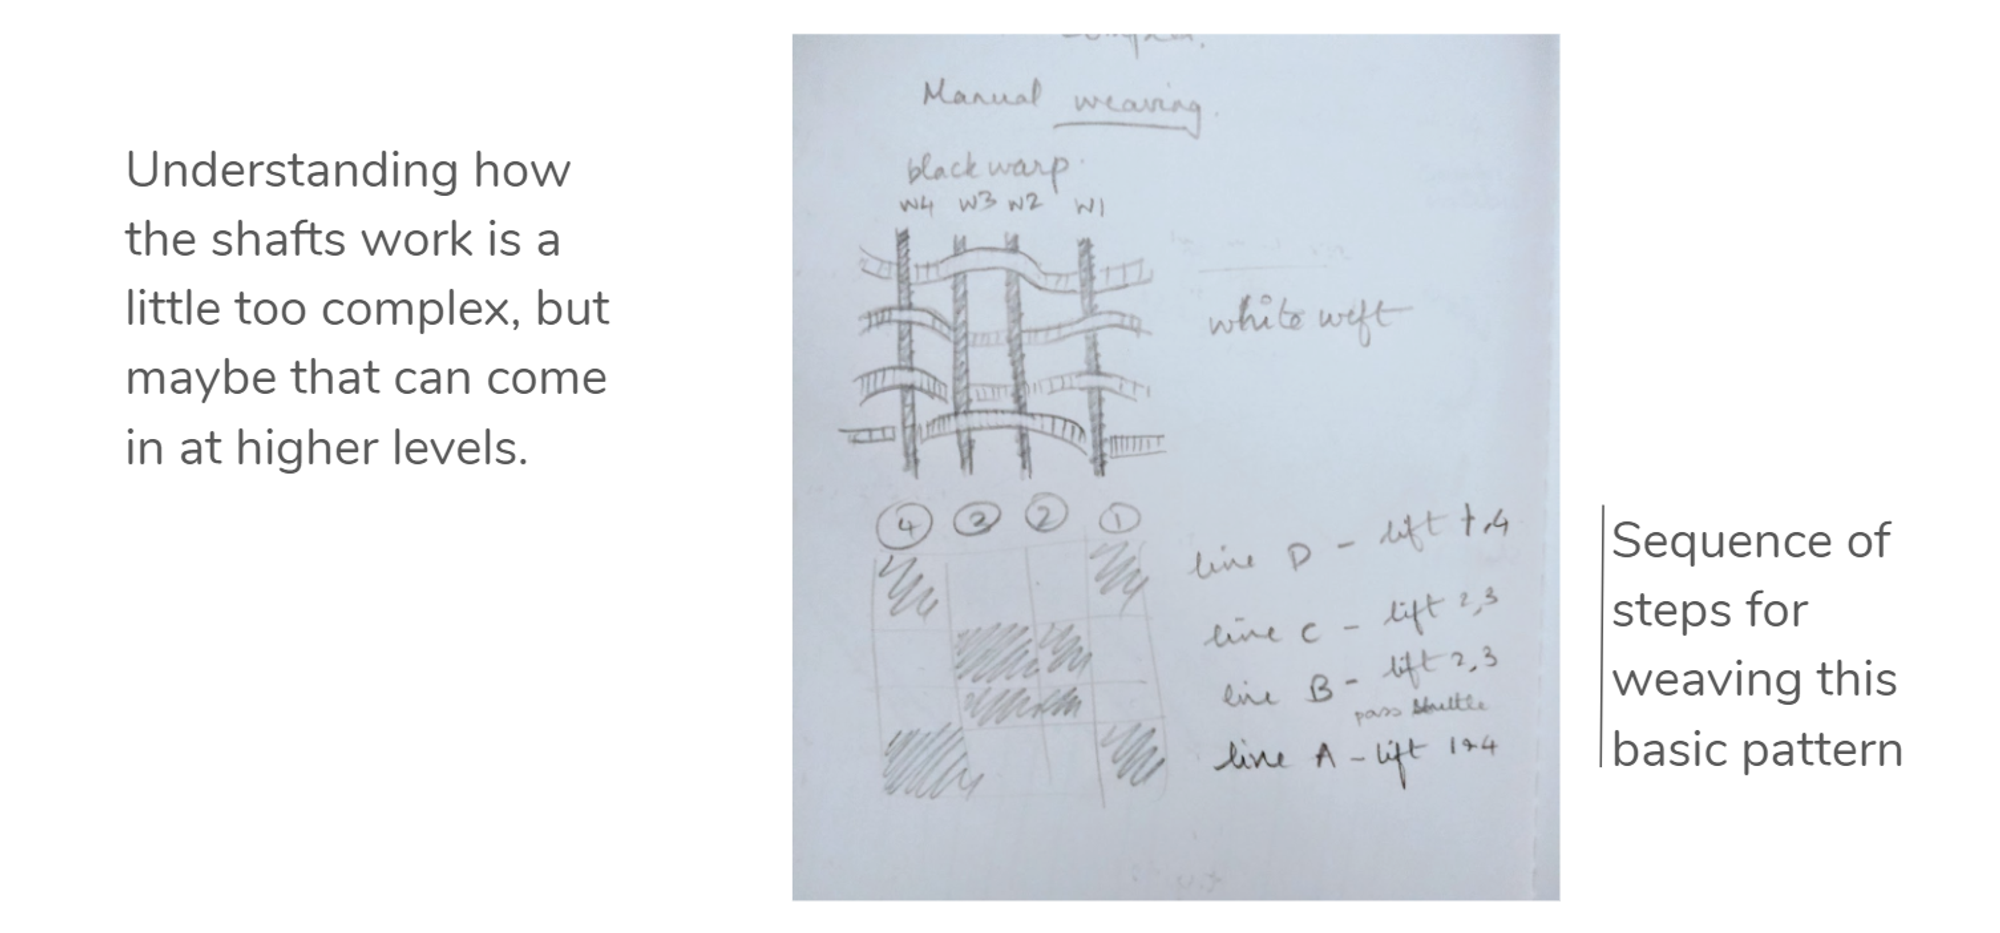 Understanding how
the shafts work is a
little too complex, but
maybe that can come
in at higher levels.
Manual weaving.
black warp.
W4 W3 W2 W1
white weft
4 3 2 1
line D - lift 1,4
line C - lift 2,3
line B - lift 2,3
pass shuttle
line A - lift 1&4
Sequence of
steps for
weaving this
basic pattern